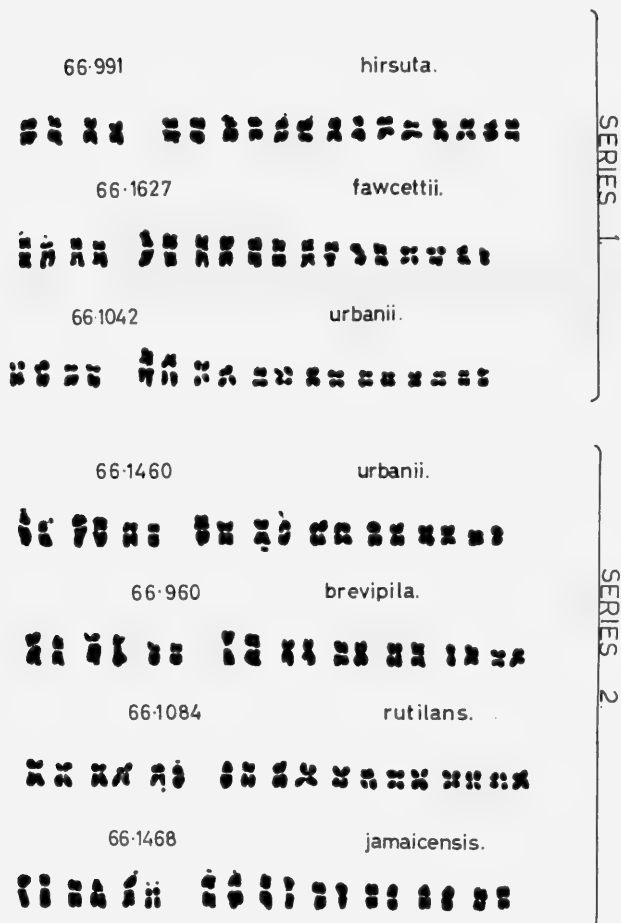 66·991 hirsuta.
66·1627 fawcettii.
66·1042 urbanii.
SERIES 1.
66·1460 urbanii.
66·960 brevipila.
66·1084 rutilans.
66·1468 jamaicensis.
SERIES 2.